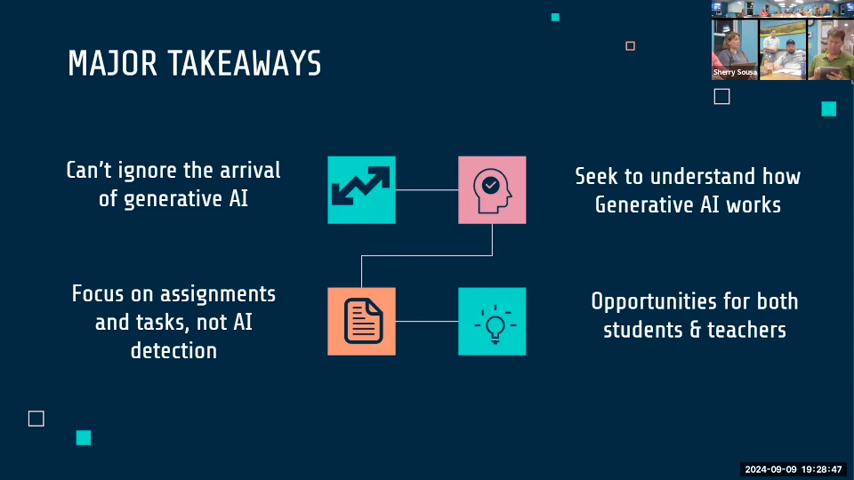 MAJOR TAKEAWAYS
Sherry Sousa
Can't ignore the arrival
of generative AI
Seek to understand how
Generative AI works
Focus on assignments
and tasks, not AI
detection
Opportunities for both
students & teachers
2024-09-09 19:28:47